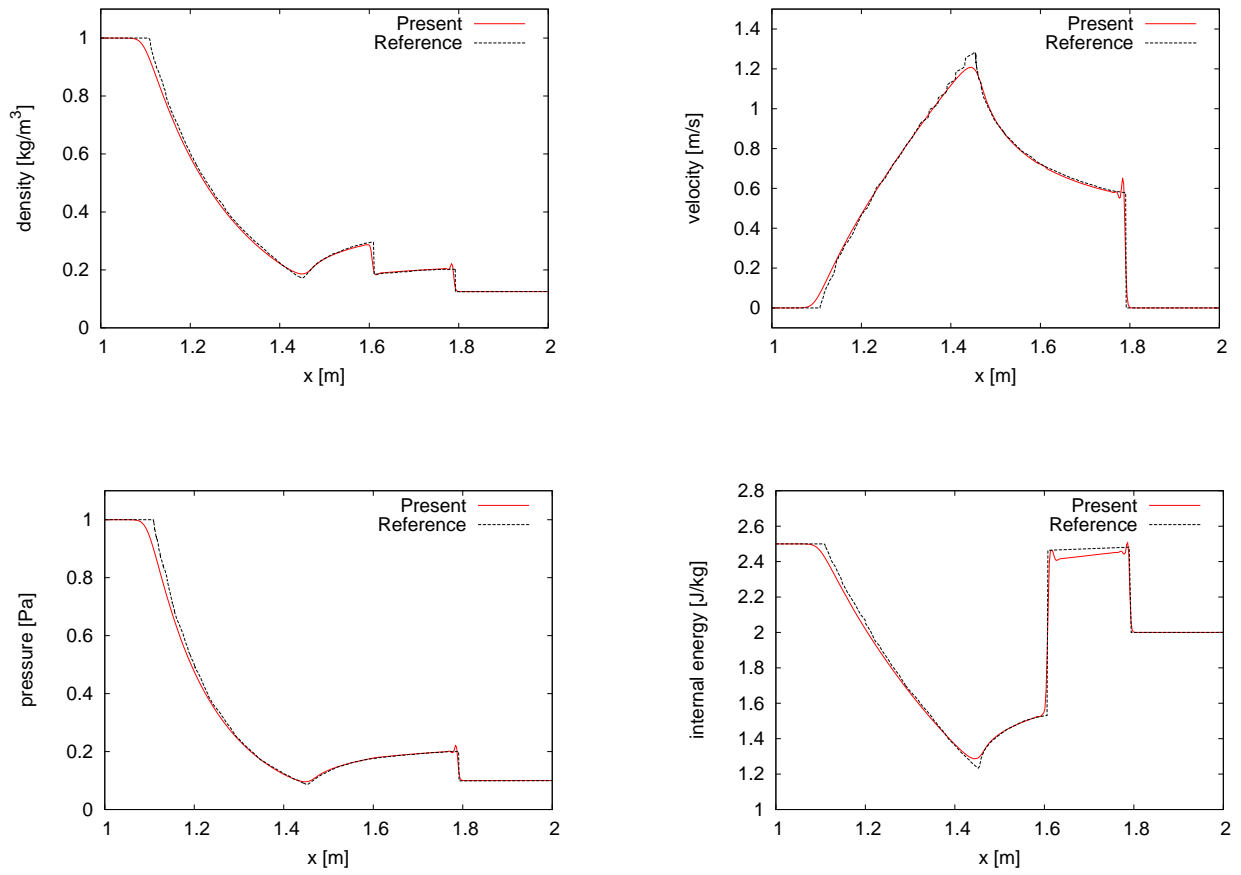 Present
Reference
density [kg/m³]
1
0.8
0.6
0.4
0.2
0
1 1.2 1.4 1.6 1.8 2
x [m]
Present
Reference
velocity [m/s]
1.4
1.2
1
0.8
0.6
0.4
0.2
0
1 1.2 1.4 1.6 1.8 2
x [m]
Present
Reference
pressure [Pa]
1
0.8
0.6
0.4
0.2
0
1 1.2 1.4 1.6 1.8 2
x [m]
Present
Reference
internal energy [J/kg]
2.8
2.6
2.4
2.2
2
1.8
1.6
1.4
1.2
1
1 1.2 1.4 1.6 1.8 2
x [m]